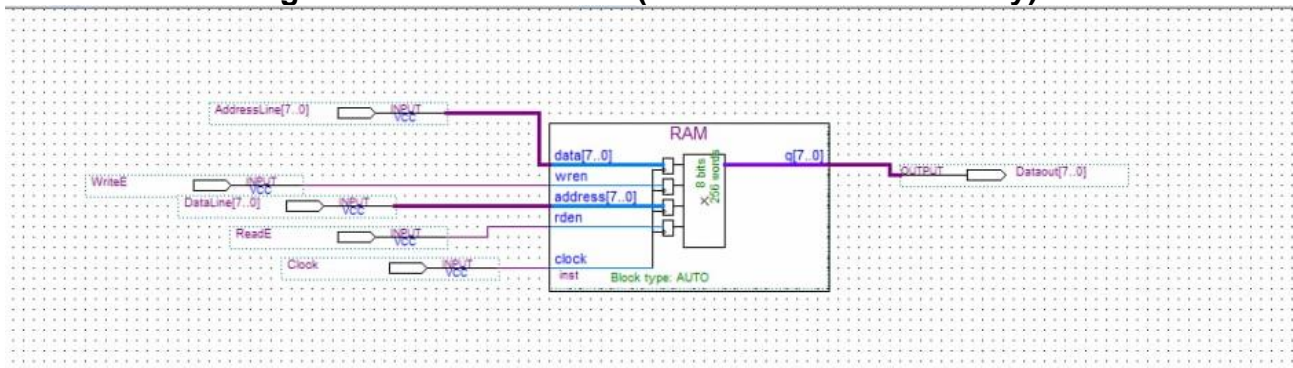 AddressLine[7..0]
INPUT
VCC
RAM
data[7..0]
q[7..0]
WriteE
INPUT
VCC
wren
OUTPUT
Dataout[7..0]
DataLine[7..0]
INPUT
VCC
address[7..0]
8 bits
×
256 words
ReadE
INPUT
VCC
rden
Clock
INPUT
VCC
clock
inst
Block type: AUTO